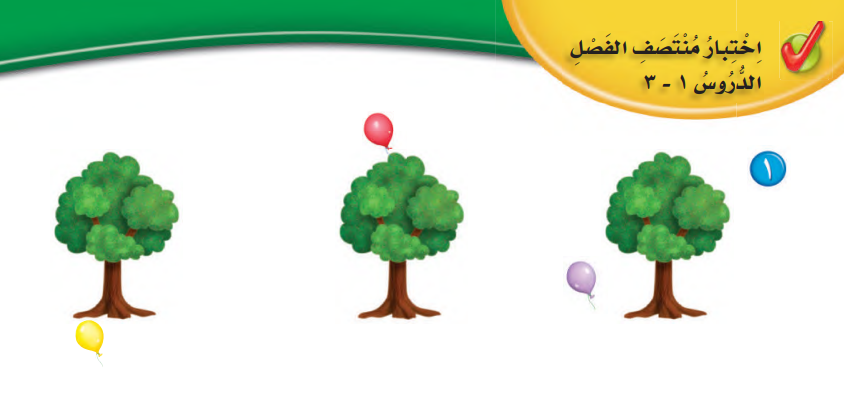 اِخْتِبارُ مُنْتَصَفِ الفَصْلِ
الدُّرُوسُ ١ - ٣
١